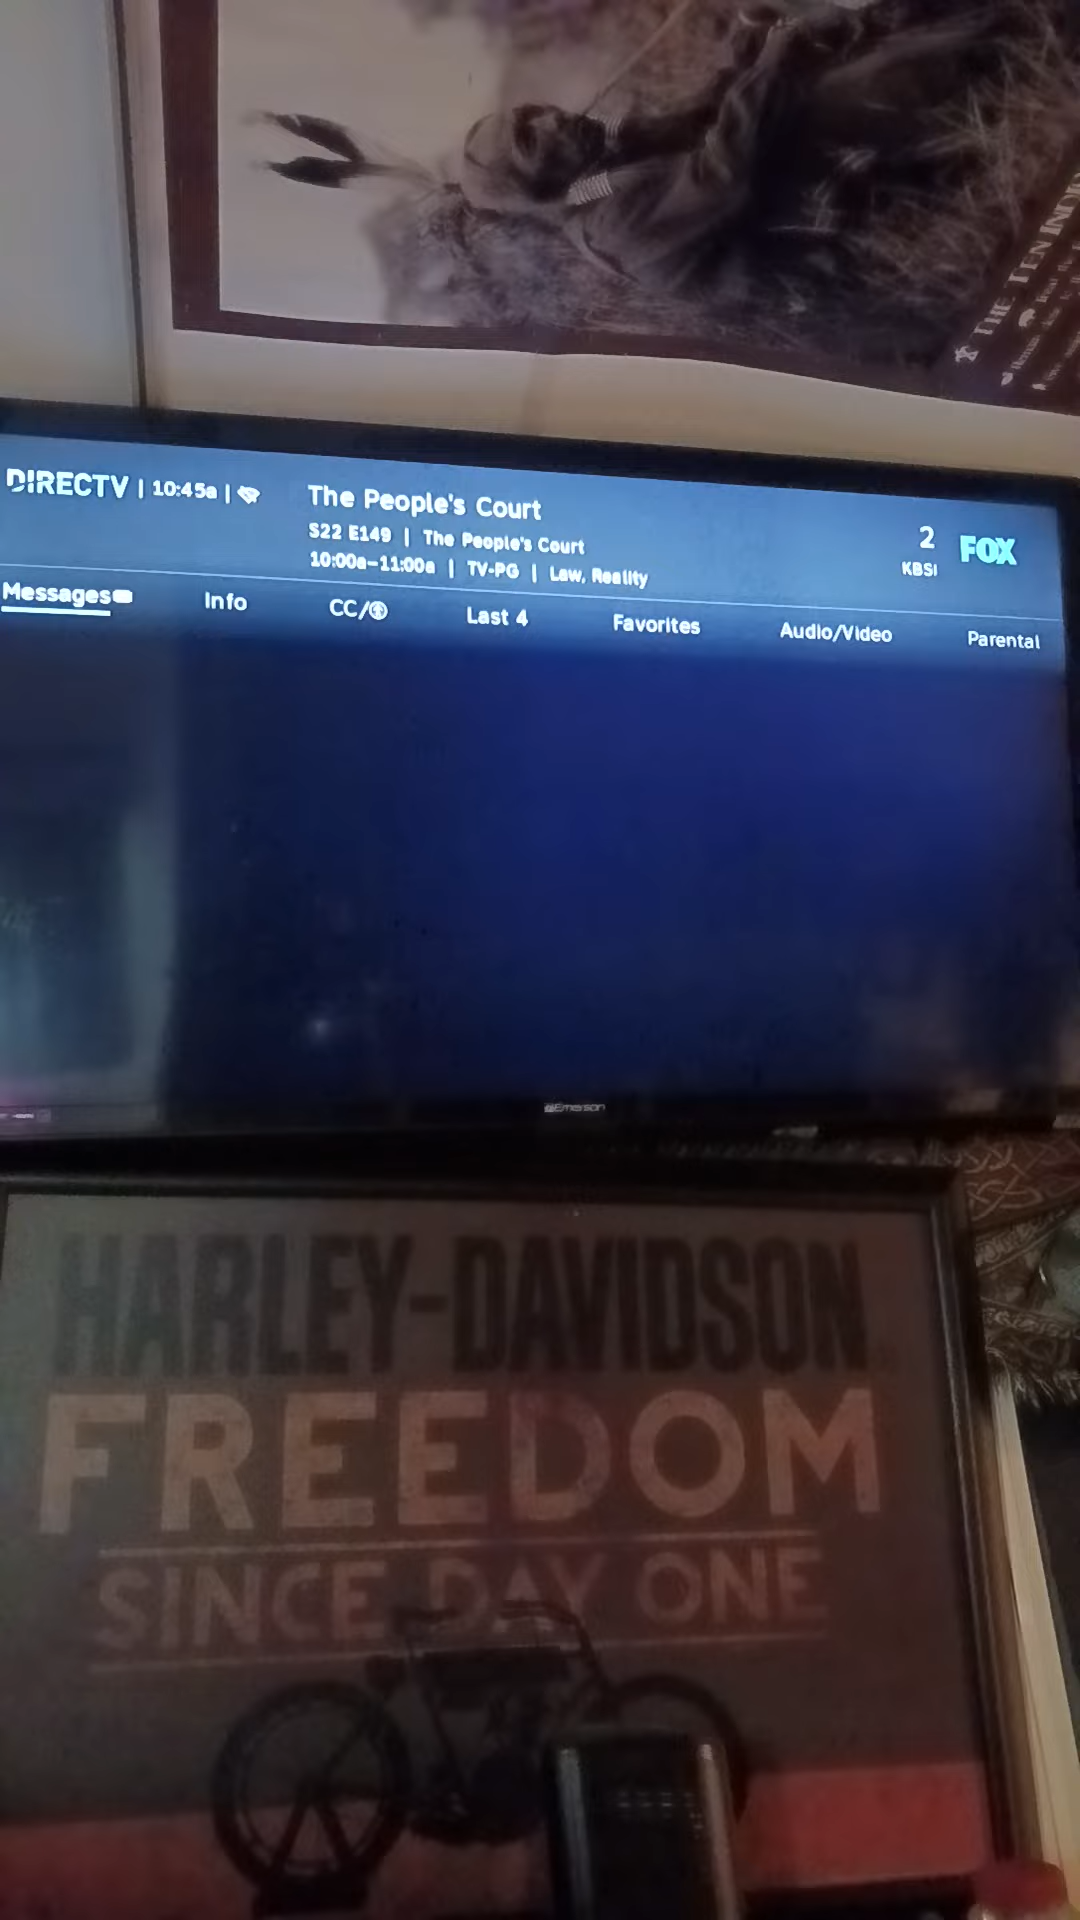 THE TEN IND
DIRECTV | 10:45a |
The People's Court
S22 E149 | The People's Court
10:00a-11:00a | TV-PG | Law, Reality
2
KBSI
FOX
Messages
Info
CC/
Last 4
Favorites
Audio/Video
Parental
Emerson
HARLEY-DAVIDSON
FREEDOM
SINCE DAY ONE